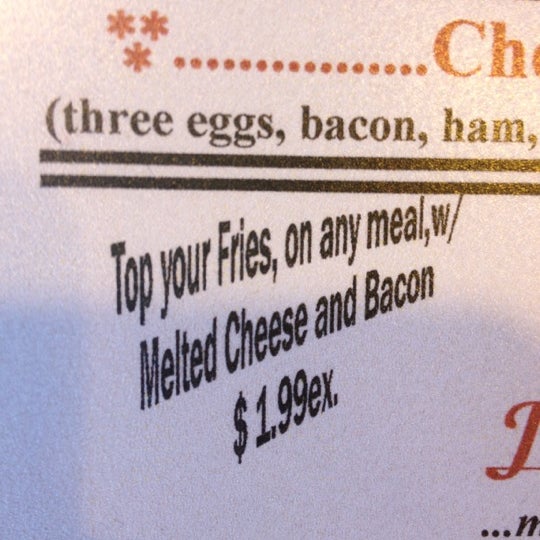 **
*.................Ch
(three eggs, bacon, ham,
Top your Fries, on any meal,w/
Melted Cheese and Bacon
$ 1.99ex.
...m